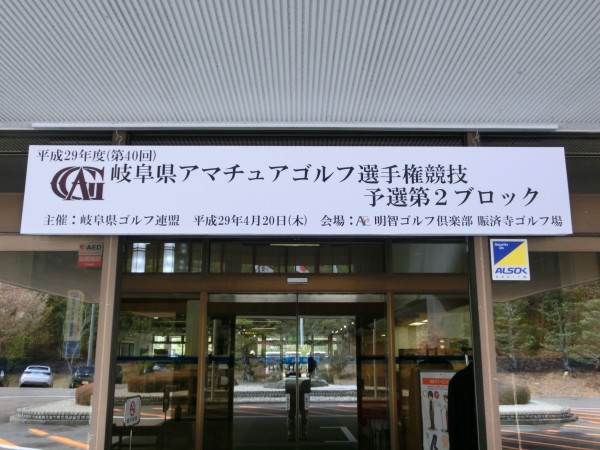 平成29年度(第40回)
岐阜県アマチュアゴルフ選手権競技
予選第2ブロック
主催：岐阜県ゴルフ連盟 平成29年4月20日(木) 会場：明智ゴルフ倶楽部 賑済寺ゴルフ場
AED
ALSOK